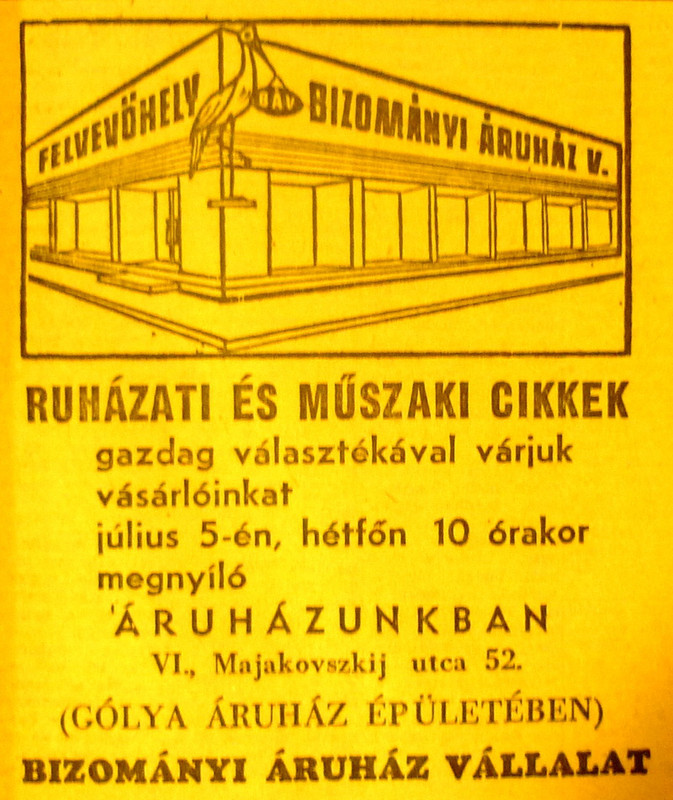 FELVEVŐHELY
BÁV
BIZOMÁNYI ÁRUHÁZ V.
RUHÁZATI ÉS MŰSZAKI CIKKEK
gazdag választékával várjuk
vásárlóinkat
július 5-én, hétfőn 10 órakor
megnyíló
ÁRUHÁZUNKBAN
VI., Majakovszkij utca 52.
(GÓLYA ÁRUHÁZ ÉPÜLETÉBEN)
BIZOMÁNYI ÁRUHÁZ VÁLLALAT